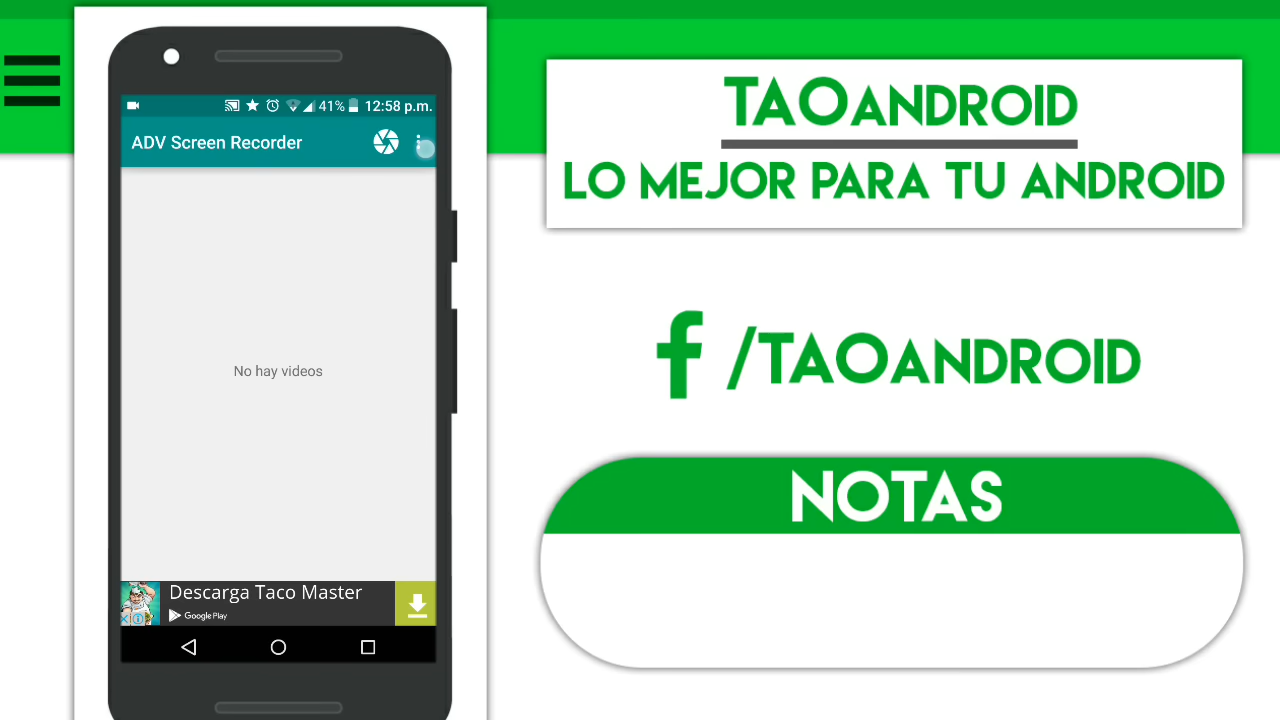 41% 12:58 p.m.
ADV Screen Recorder
No hay videos
Descarga Taco Master
Google Play
TAOANDROID
LO MEJOR PARA TU ANDROID
f /TAOANDROID
NOTAS